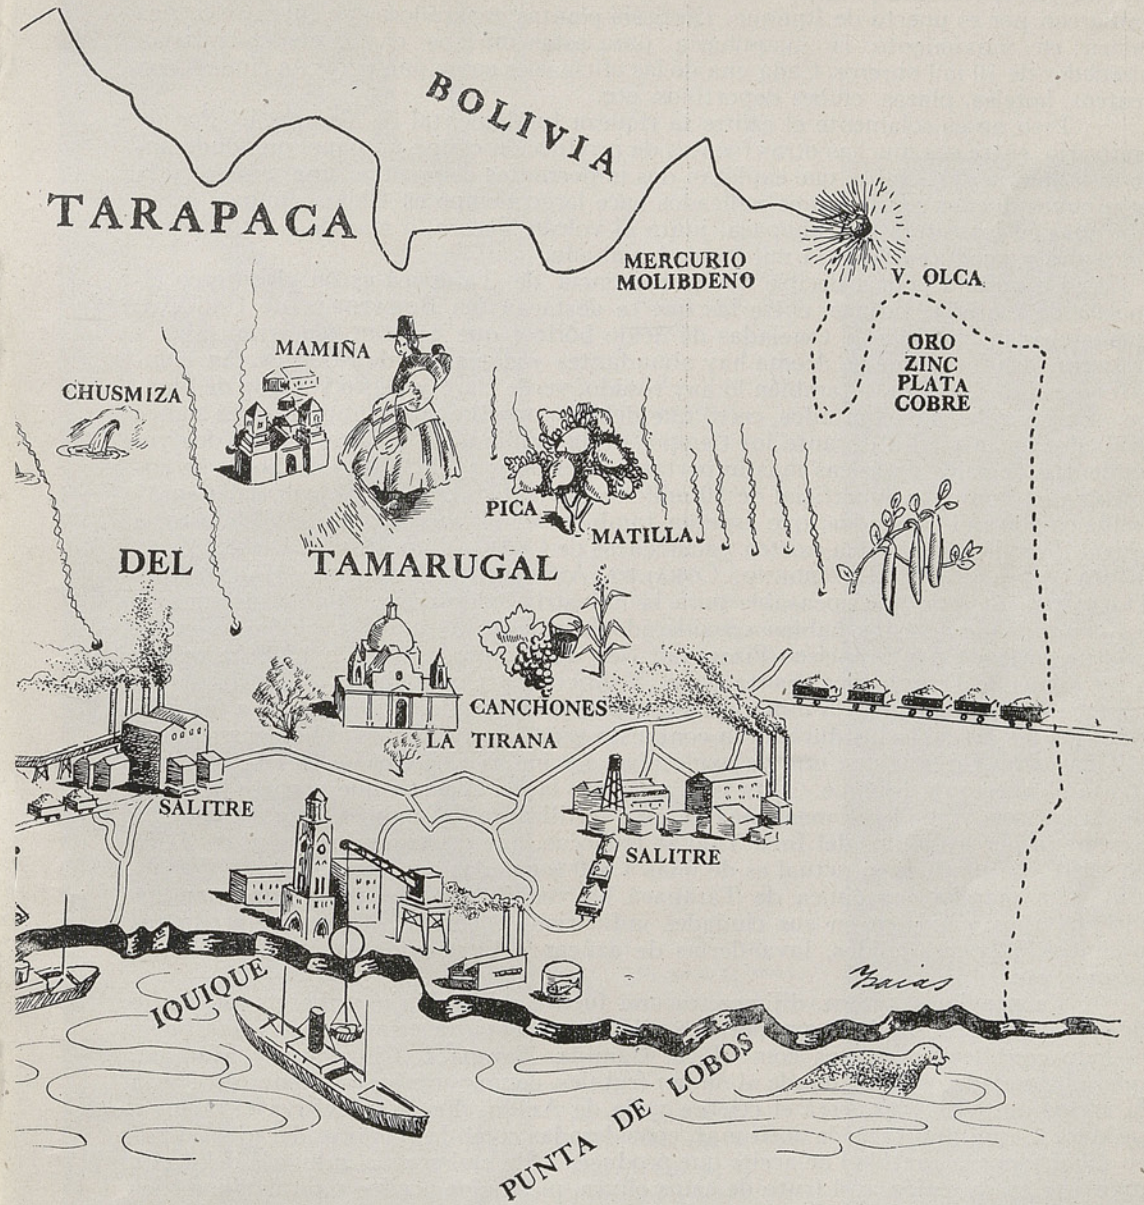 BOLIVIA
TARAPACA
MERCURIO
MOLIBDENO
V. OLCA
ORO
ZINC
PLATA
COBRE
MAMIÑA
CHUSMIZA
PICA
MATILLA
DEL TAMARUGAL
CANCHONES
LA TIRANA
SALITRE
SALITRE
IQUIQUE
PUNTA DE LOBOS